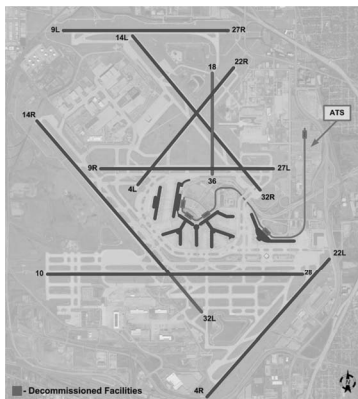 9L
27R
14L
22R
18
14R
ATS
9R
27L
4L
36
32R
22L
10
28
32L
4R
- Decommissioned Facilities